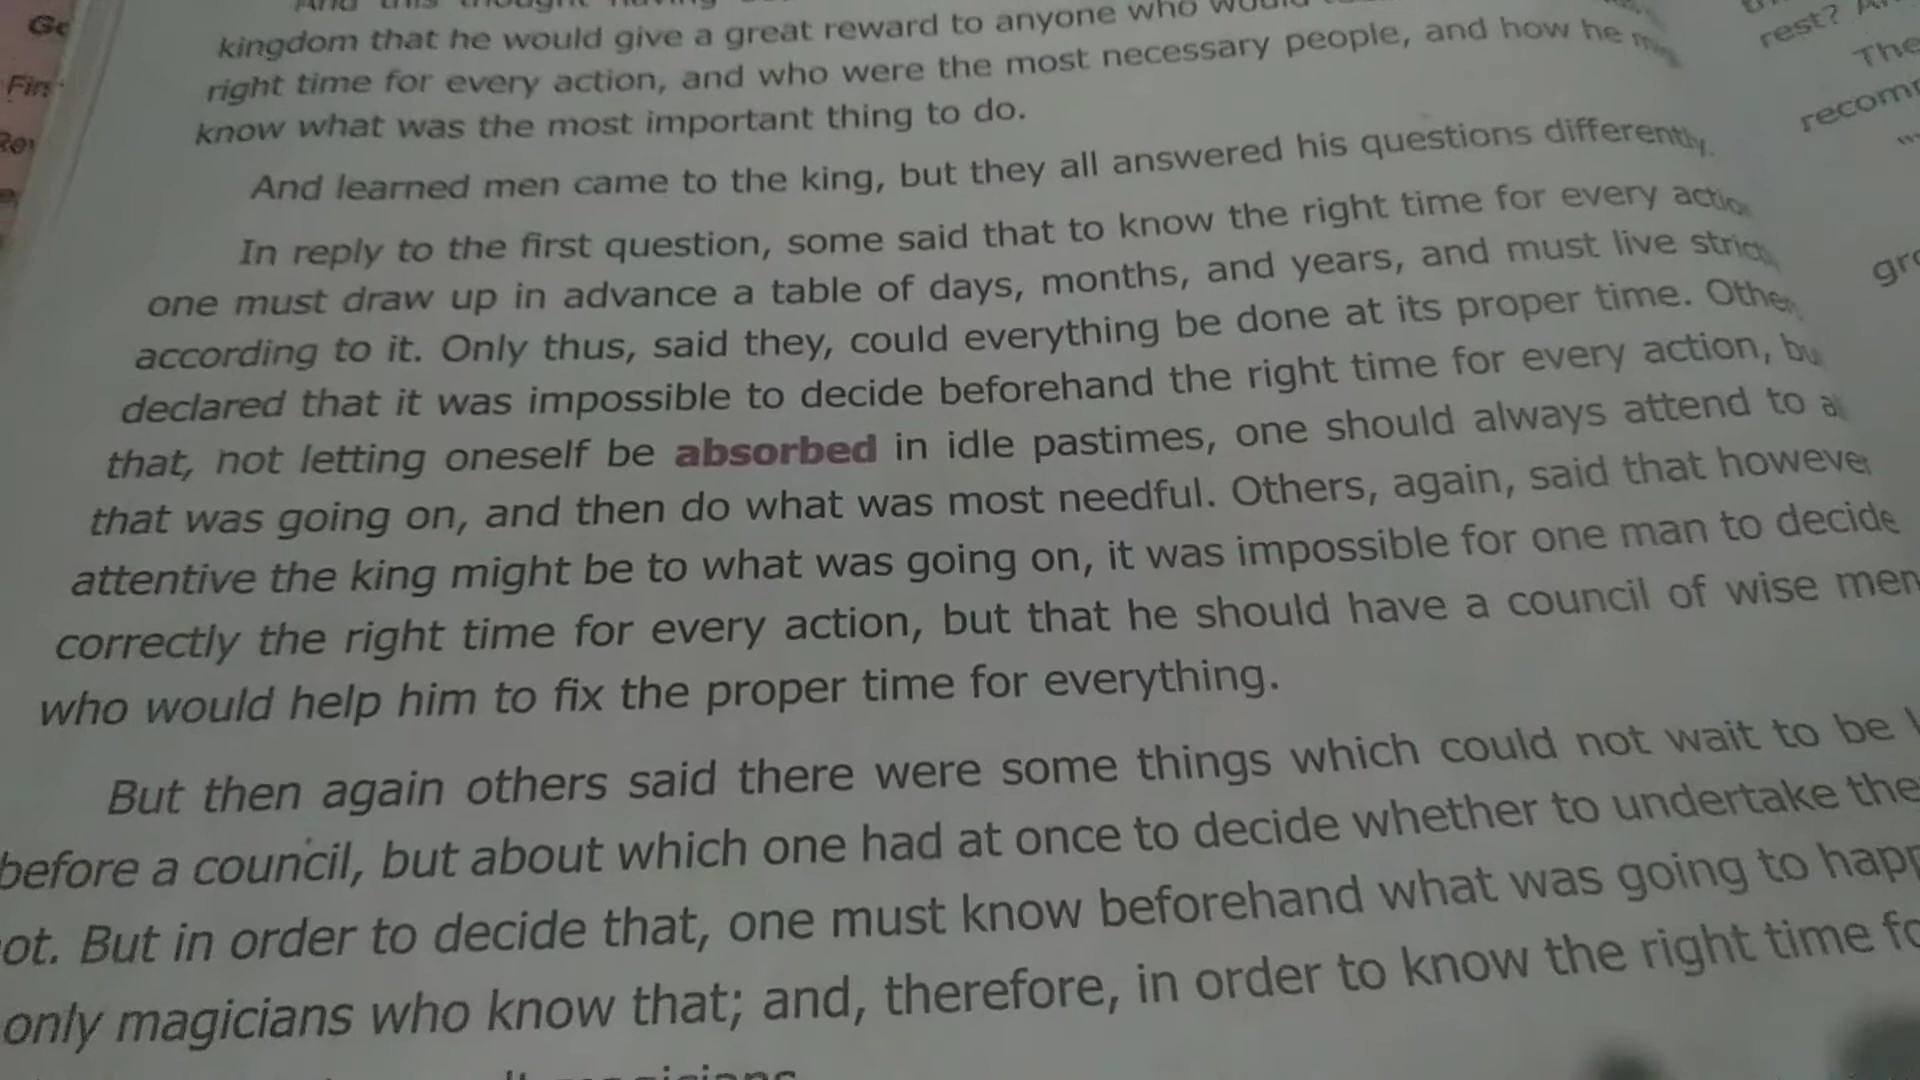 kingdom that he would give a great reward to anyone who
right time for every action, and who were the most necessary people, and how he
know what was the most important thing to do.
And learned men came to the king, but they all answered his questions differently.
In reply to the first question, some said that to know the right time for every action
one must draw up in advance a table of days, months, and years, and must live
according to it. Only thus, said they, could everything be done at its proper time.
declared that it was impossible to decide beforehand the right time for every action,
that, not letting oneself be absorbed in idle pastimes, one should always attend to
that was going on, and then do what was most needful. Others, again, said that however
attentive the king might be to what was going on, it was impossible for one man to decide
correctly the right time for every action, but that he should have a council of wise men
who would help him to fix the proper time for everything.
But then again others said there were some things which could not wait to be
before a council, but about which one had at once to decide whether to undertake
But in order to decide that, one must know beforehand what was going to
only magicians who know that; and, therefore, in order to know the right time
rest?